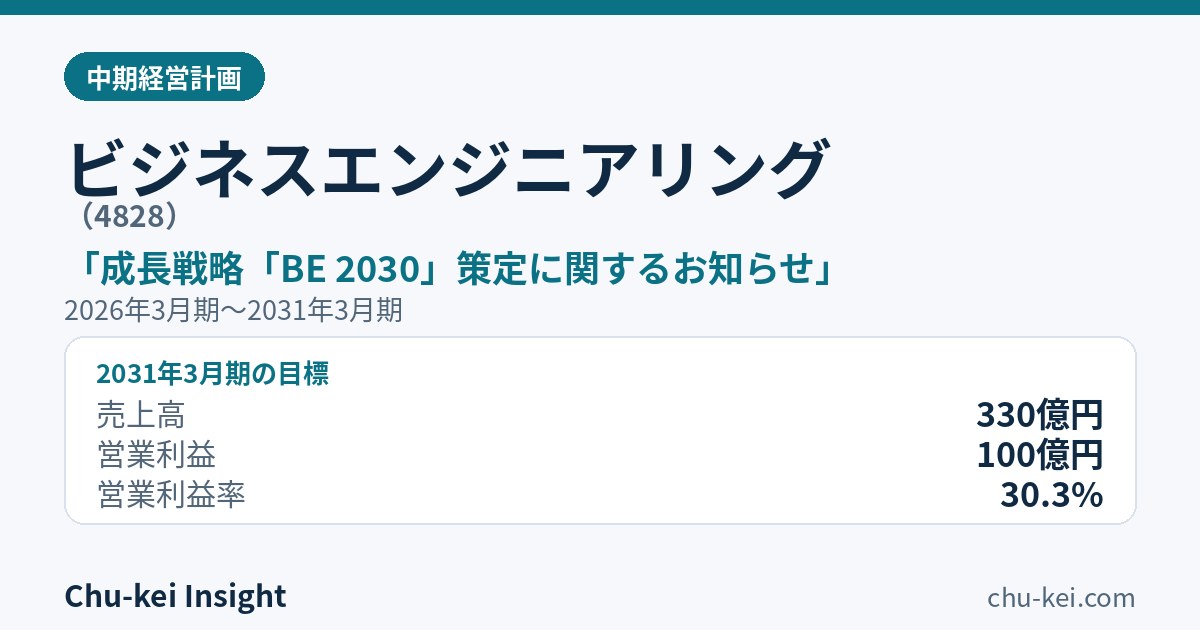 中期経営計画
ビジネスエンジニアリング
（4828）
「成長戦略「BE 2030」策定に関するお知らせ」
2026年3月期〜2031年3月期
2031年3月期の目標
売上高 330億円
営業利益 100億円
営業利益率 30.3%
Chu-kei Insight chu-kei.com